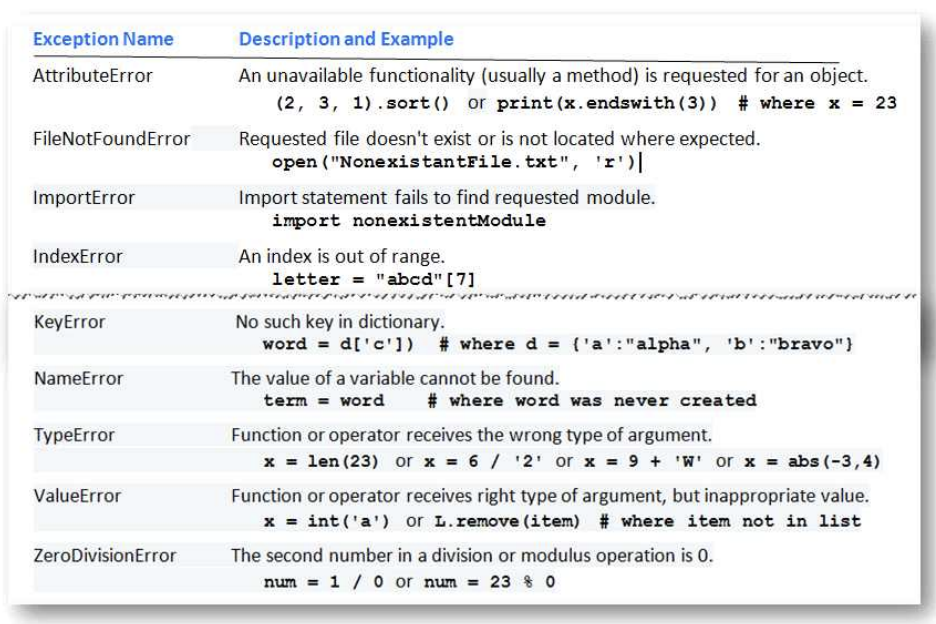 Exception Name Description and Example
AttributeError An unavailable functionality (usually a method) is requested for an object.
(2, 3, 1).sort() or print(x.endswith(3)) # where x = 23
FileNotFoundError Requested file doesn't exist or is not located where expected.
open("NonexistantFile.txt", 'r')
ImportError Import statement fails to find requested module.
import nonexistentModule
IndexError An index is out of range.
letter = "abcd"[7]
KeyError No such key in dictionary.
word = d['c']) # where d = {'a':"alpha", 'b':"bravo"}
NameError The value of a variable cannot be found.
term = word # where word was never created
TypeError Function or operator receives the wrong type of argument.
x = len(23) or x = 6 / '2' or x = 9 + 'W' or x = abs(-3,4)
ValueError Function or operator receives right type of argument, but inappropriate value.
x = int('a') or L.remove(item) # where item not in list
ZeroDivisionError The second number in a division or modulus operation is 0.
num = 1 / 0 or num = 23 % 0